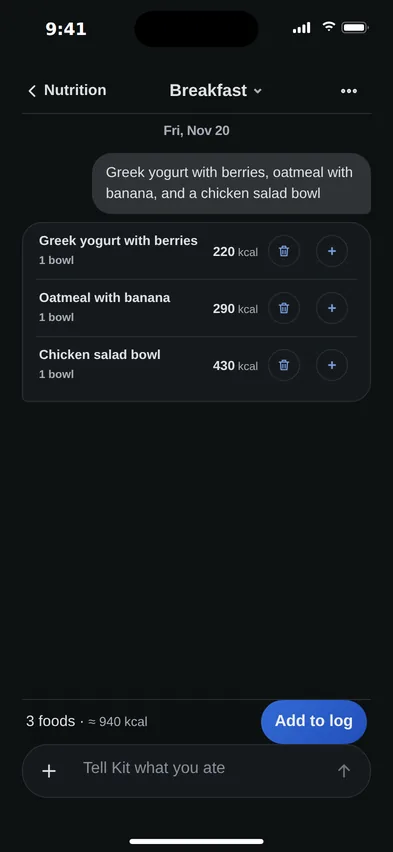 9:41
Nutrition
Breakfast
Fri, Nov 20
Greek yogurt with berries, oatmeal with
banana, and a chicken salad bowl
Greek yogurt with berries
1 bowl
220 kcal
Oatmeal with banana
1 bowl
290 kcal
Chicken salad bowl
1 bowl
430 kcal
3 foods · ≈ 940 kcal
Add to log
Tell Kit what you ate